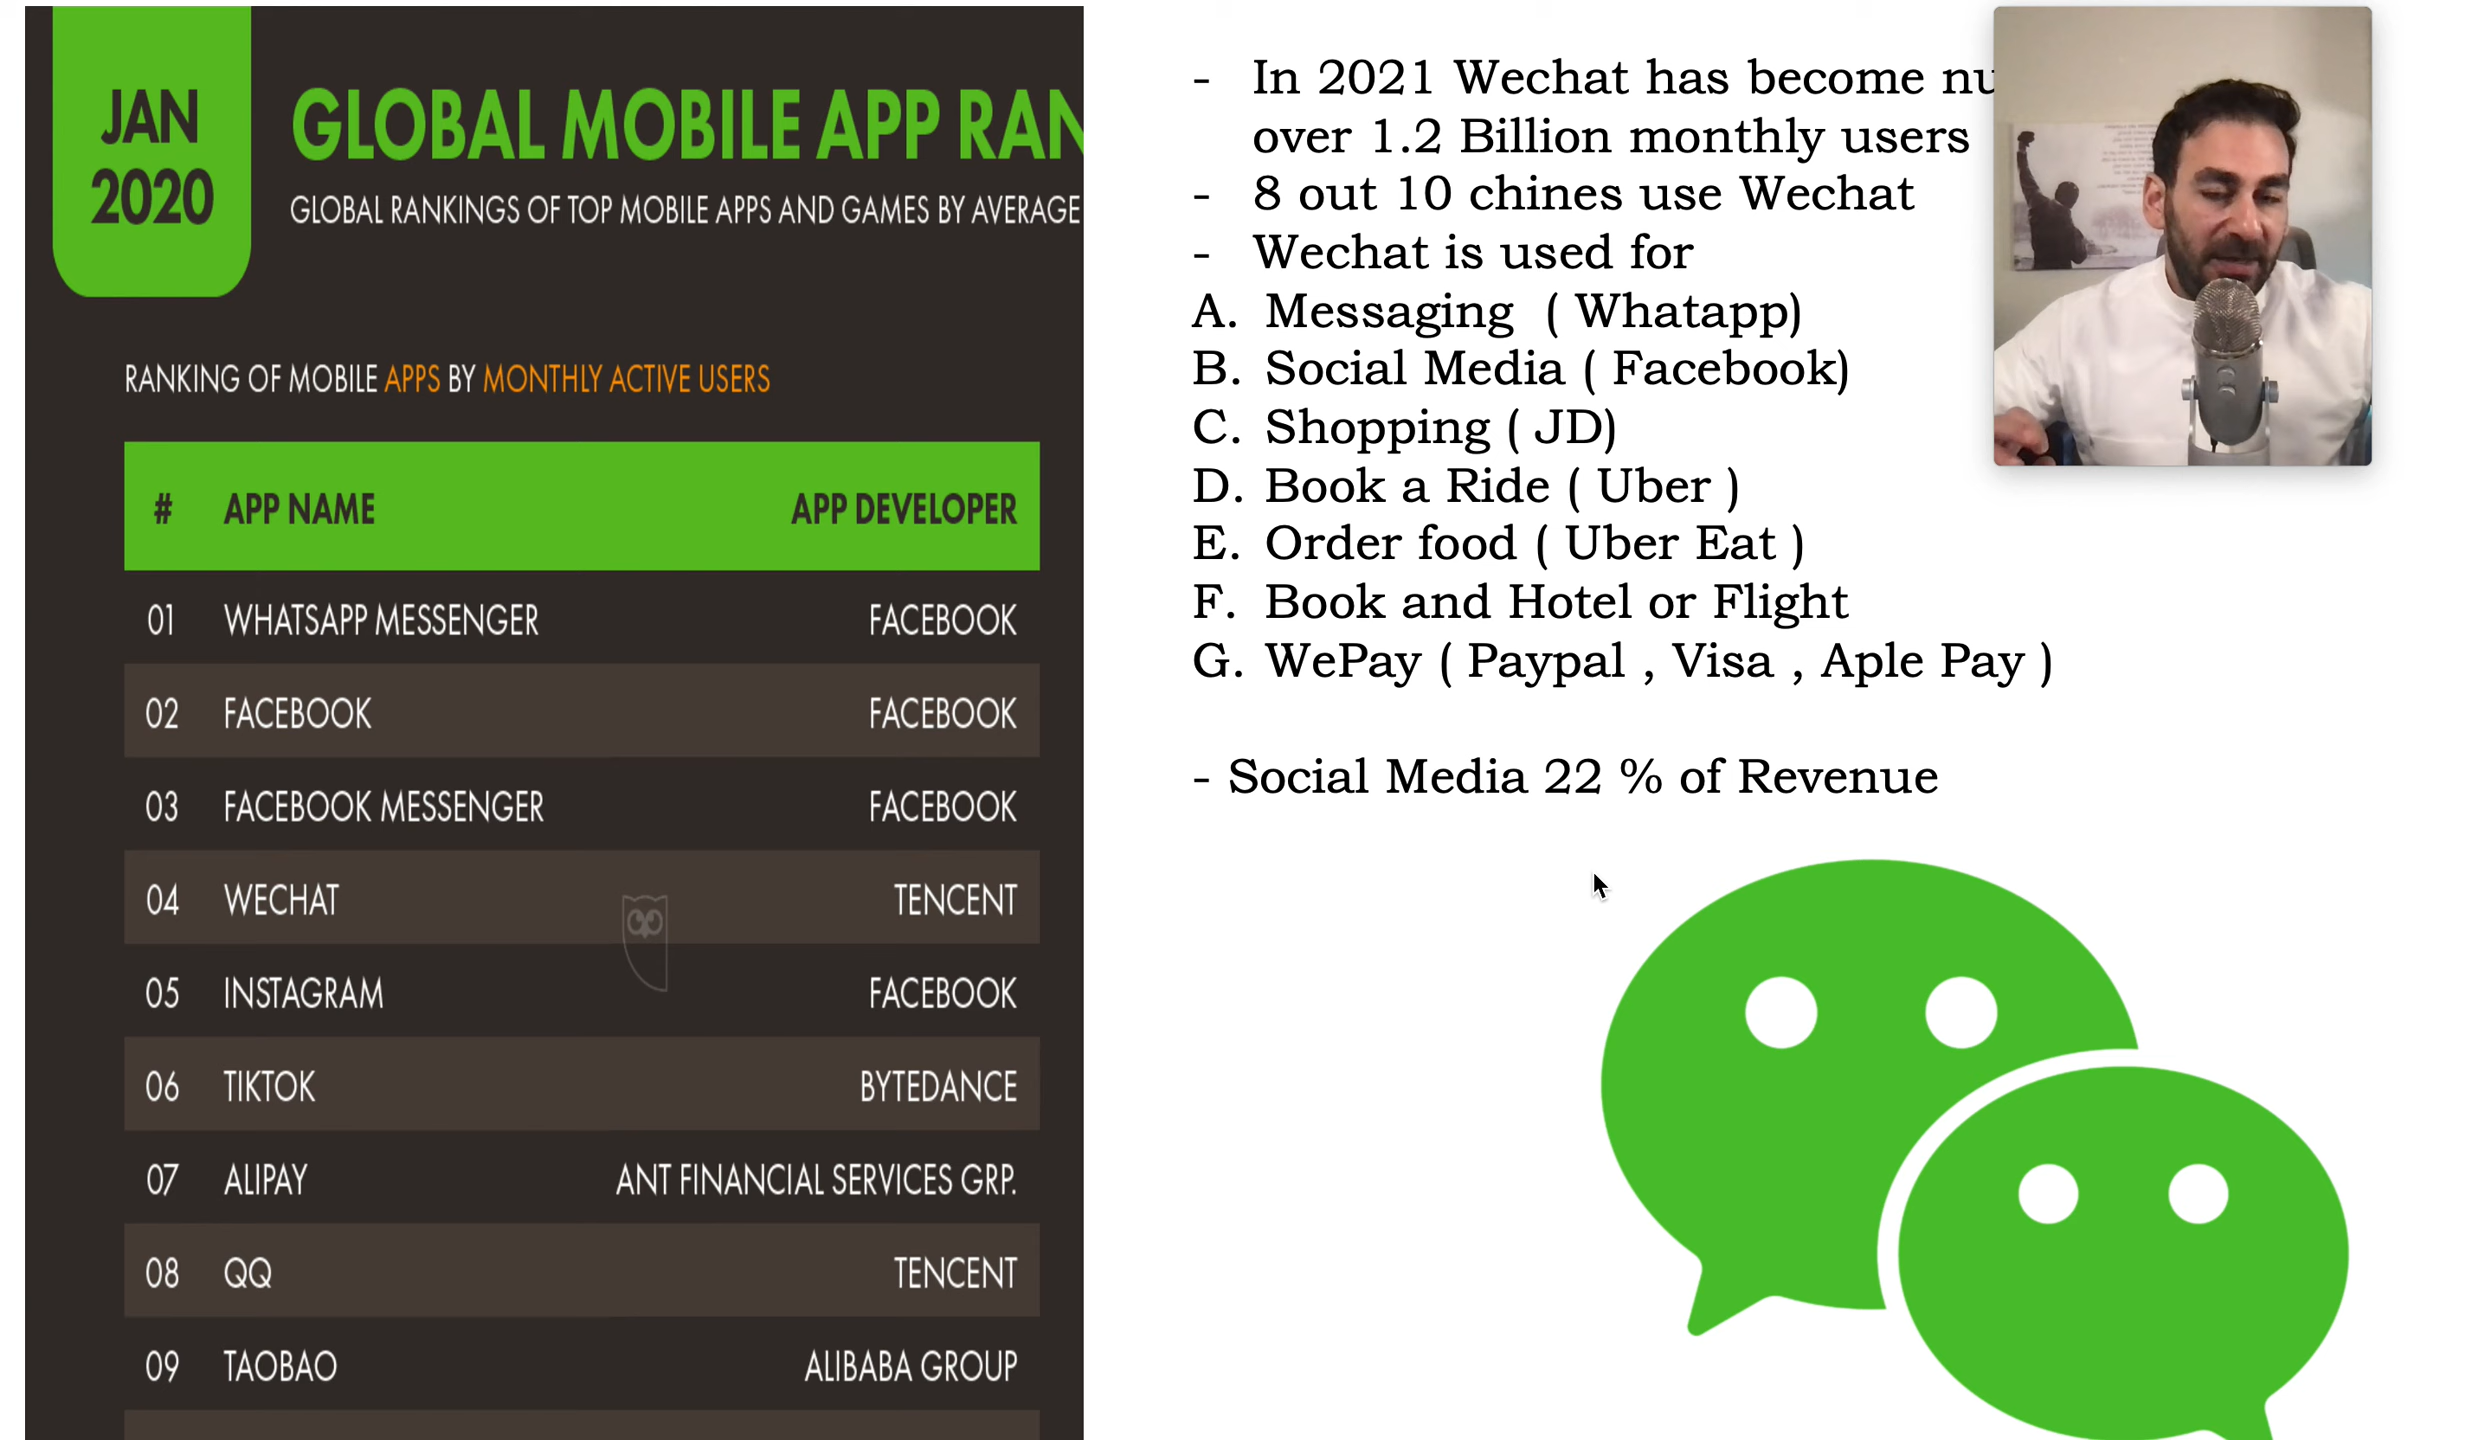 JAN
2020
GLOBAL MOBILE APP RAN
GLOBAL RANKINGS OF TOP MOBILE APPS AND GAMES BY AVERAGE
RANKING OF MOBILE APPS BY MONTHLY ACTIVE USERS
# APP NAME APP DEVELOPER
01 WHATSAPP MESSENGER FACEBOOK
02 FACEBOOK FACEBOOK
03 FACEBOOK MESSENGER FACEBOOK
04 WECHAT TENCENT
05 INSTAGRAM FACEBOOK
06 TIKTOK BYTEDANCE
07 ALIPAY ANT FINANCIAL SERVICES GRP.
08 QQ TENCENT
09 TAOBAO ALIBABA GROUP
- In 2021 Wechat has become nu
over 1.2 Billion monthly users
- 8 out 10 chines use Wechat
- Wechat is used for
A. Messaging ( Whatapp)
B. Social Media ( Facebook)
C. Shopping ( JD)
D. Book a Ride ( Uber )
E. Order food ( Uber Eat )
F. Book and Hotel or Flight
G. WePay ( Paypal , Visa , Aple Pay )
- Social Media 22 % of Revenue